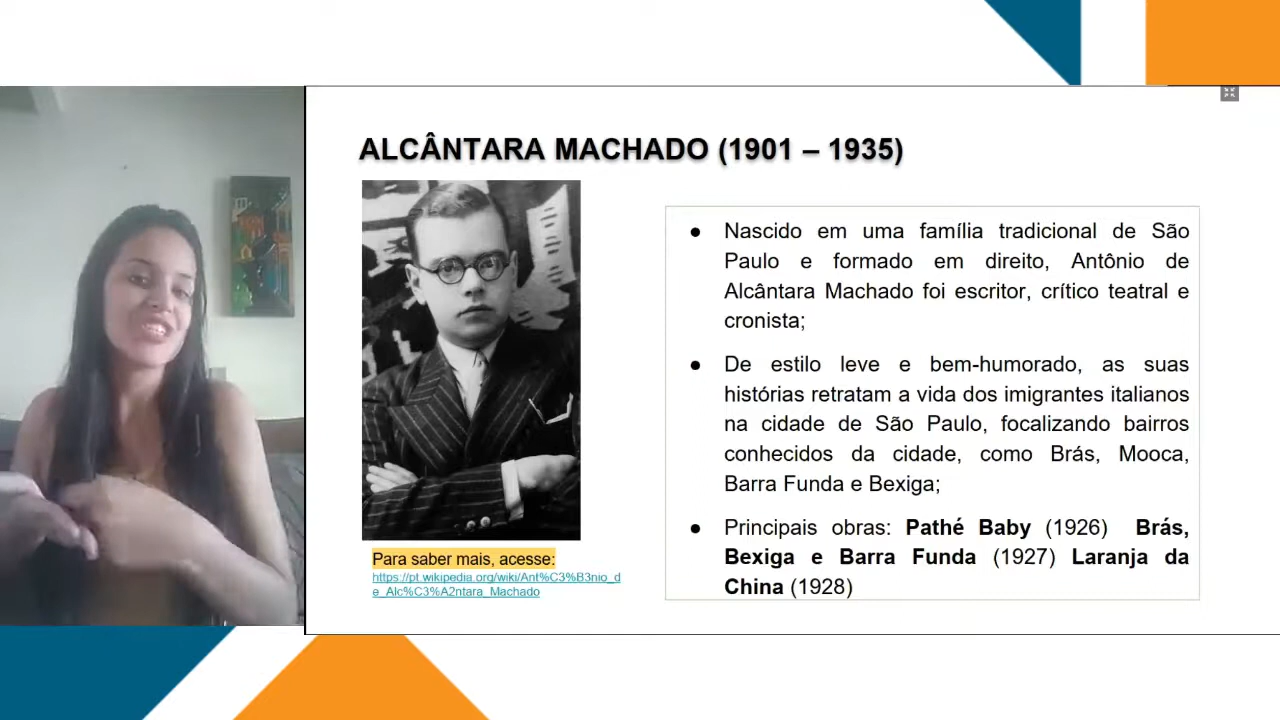 ALCÂNTARA MACHADO (1901 – 1935)
Nascido em uma família tradicional de São
Paulo e formado em direito, Antônio de
Alcântara Machado foi escritor, crítico teatral e
cronista;
De estilo leve e bem-humorado, as suas
histórias retratam a vida dos imigrantes italianos
na cidade de São Paulo, focalizando bairros
conhecidos da cidade, como Brás, Mooca,
Barra Funda e Bexiga;
Principais obras: Pathé Baby (1926) Brás,
Bexiga e Barra Funda (1927) Laranja da
China (1928)
Para saber mais, acesse:
https://pt.wikipedia.org/wiki/Ant%C3%B3nio_d
e_Alc%C3%A2ntara_Machado